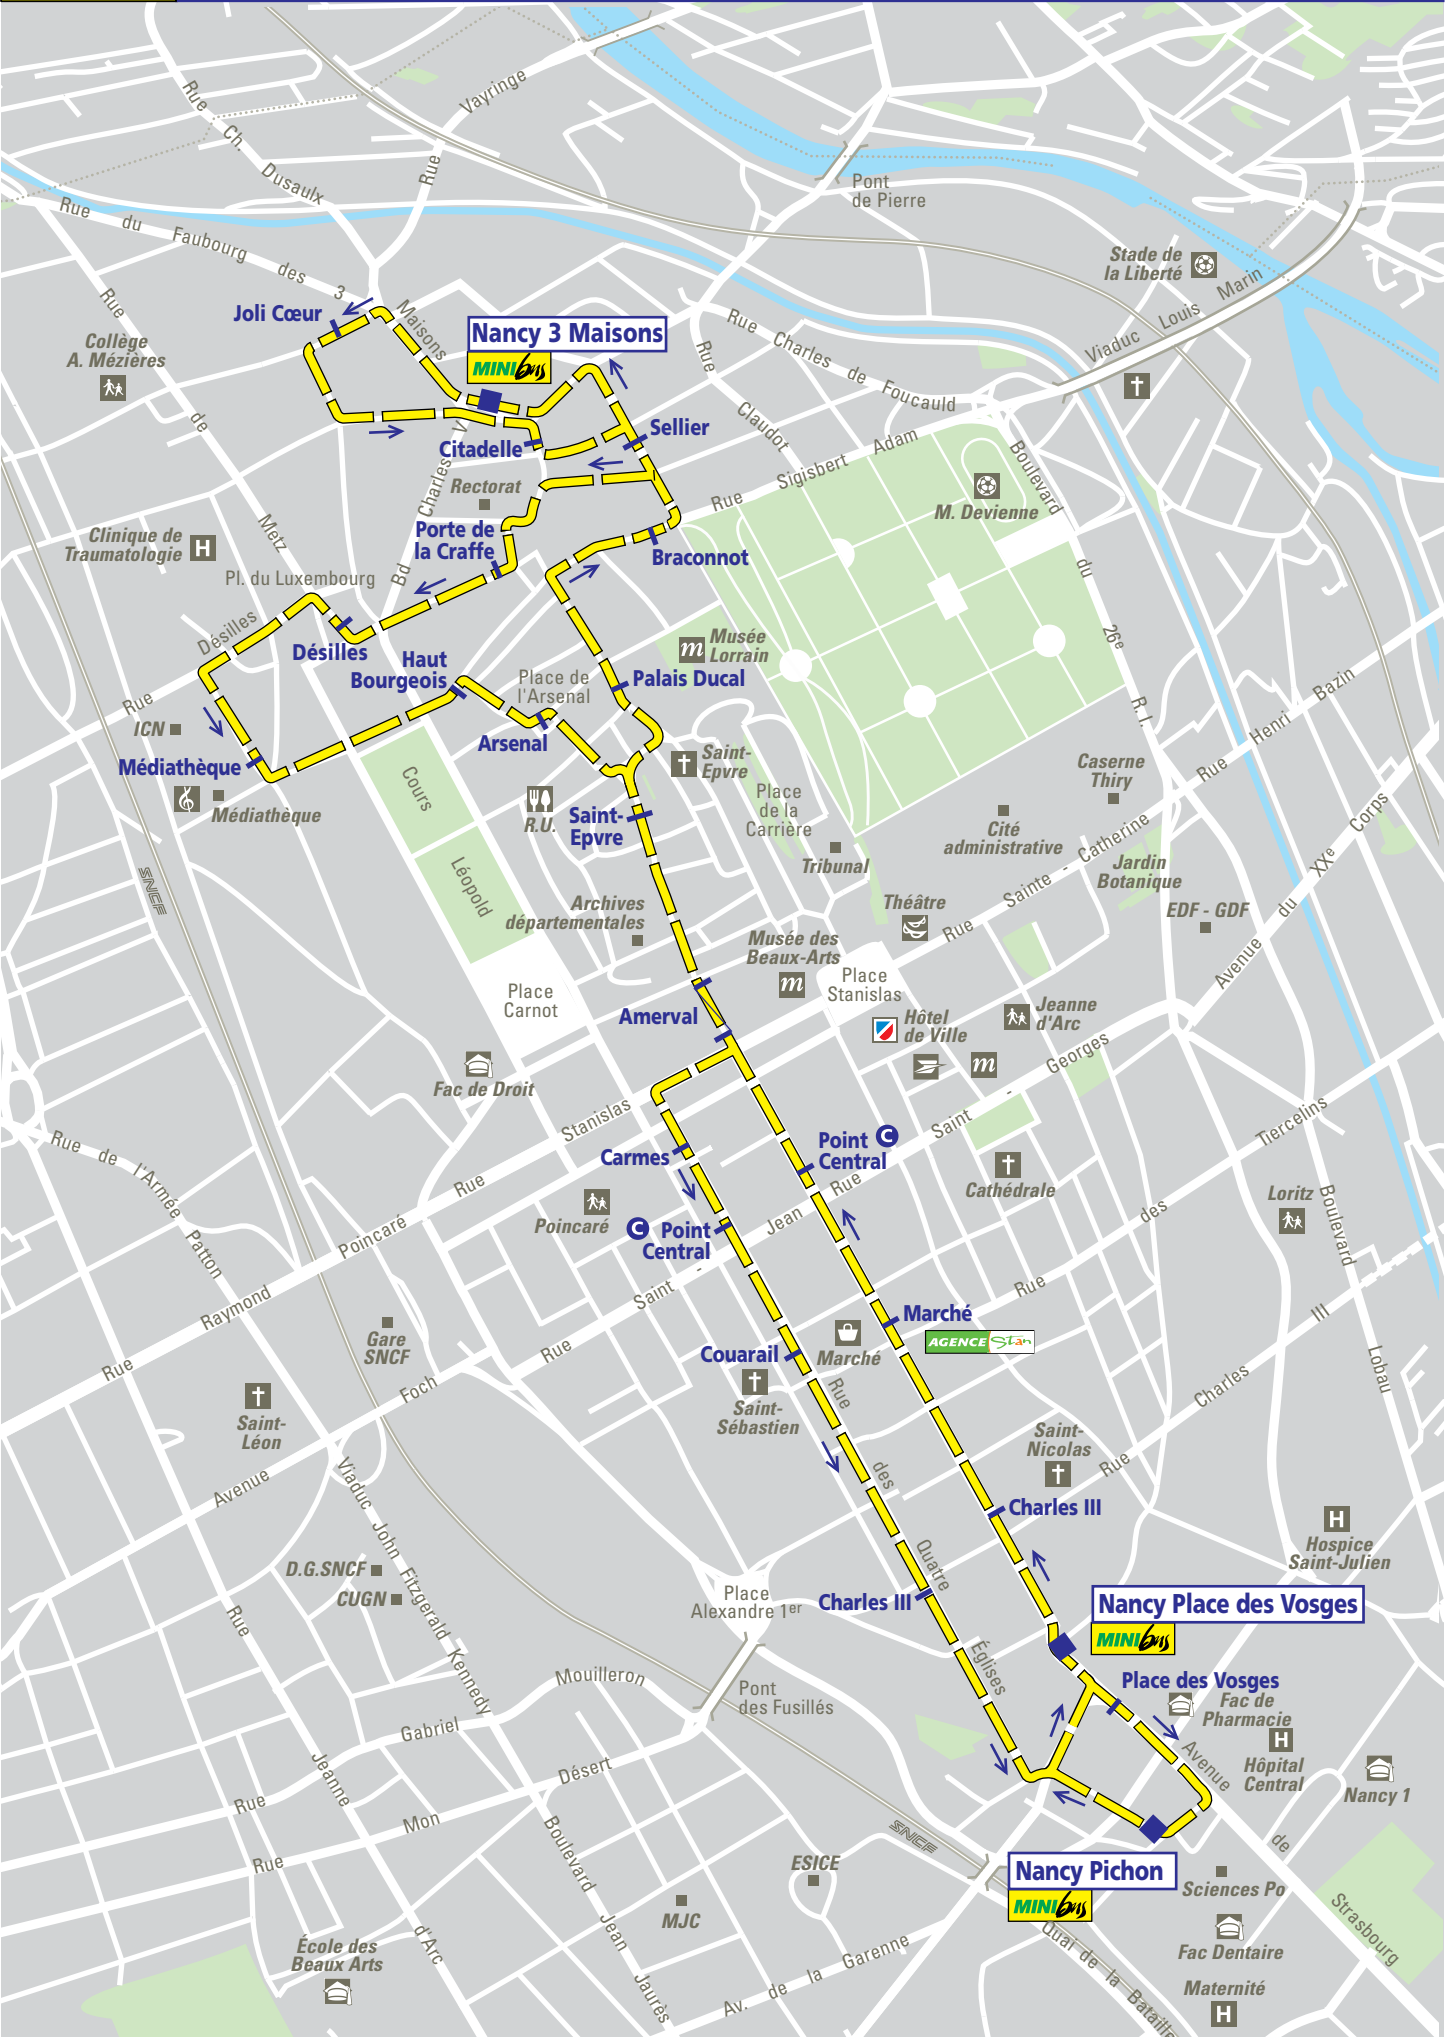 Rue
Ch.
Dusaulx
Rue
Vayringe
Rue du Faubourg des 3 Maisons
Pont
de Pierre
Stade de
la Liberté
Viaduc Louis Marin
Rue Charles de Foucauld
Rue Claudot
Joli Cœur
Nancy 3 Maisons
MINIbus
Collège
A. Mézières
Rue de Metz
Citadelle
Sellier
Rue Sigisbert Adam
Boulevard du 26e R. I.
M. Devienne
Rectorat
Bd Charles V
Clinique de
Traumatologie
H
Porte de
la Craffe
Braconnot
Pl. du Luxembourg
Rue Désilles
Désilles
Haut
Bourgeois
Place de
l'Arsenal
m
Musée
Lorrain
Palais Ducal
ICN
Arsenal
Médiathèque
Médiathèque
Saint-
Epvre
R.U.
Saint-
Epvre
Place
de la
Carrière
Tribunal
Caserne
Thiry
Cité
administrative
Rue Sainte - Catherine
Rue Henri Bazin
Jardin
Botanique
EDF - GDF
Avenue du XXe Corps
Cours Léopold
SNCF
Archives
départementales
Théâtre
Musée des
Beaux-Arts
m
Place
Stanislas
Place
Carnot
Amerval
Hôtel
de Ville
Jeanne
d'Arc
m
Fac de Droit
Rue Stanislas
Rue Saint - Jean
Rue Saint - Georges
Carmes
Point
Central
C
Cathédrale
Rue des Tiercelins
Loritz
Boulevard Lobau
Rue de l'Armée Patton
Rue Raymond Poincaré
Poincaré
C
Point
Central
Marché
AGENCE Stan
Marché
Couarail
Saint-
Sébastien
Gare
SNCF
Avenue Foch
Saint-
Léon
Rue des Quatre Églises
Rue Charles III
Saint-
Nicolas
Charles III
Charles III
H
Hospice
Saint-Julien
Viaduc John Fitzgerald Kennedy
D.G.SNCF
CUGN
Place
Alexandre 1er
Nancy Place des Vosges
MINIbus
Place des Vosges
Fac de
Pharmacie
H
Hôpital
Central
Nancy 1
Pont
des Fusillés
Rue Gabriel Mouilleron
Rue Mon Désert
Rue Jeanne d'Arc
Boulevard Jean Jaurès
SNCF
Avenue de Strasbourg
Nancy Pichon
MINIbus
Sciences Po
Fac Dentaire
Maternité
H
ESICE
MJC
École des
Beaux Arts
Av. de la Garenne
Quai de la Bataille